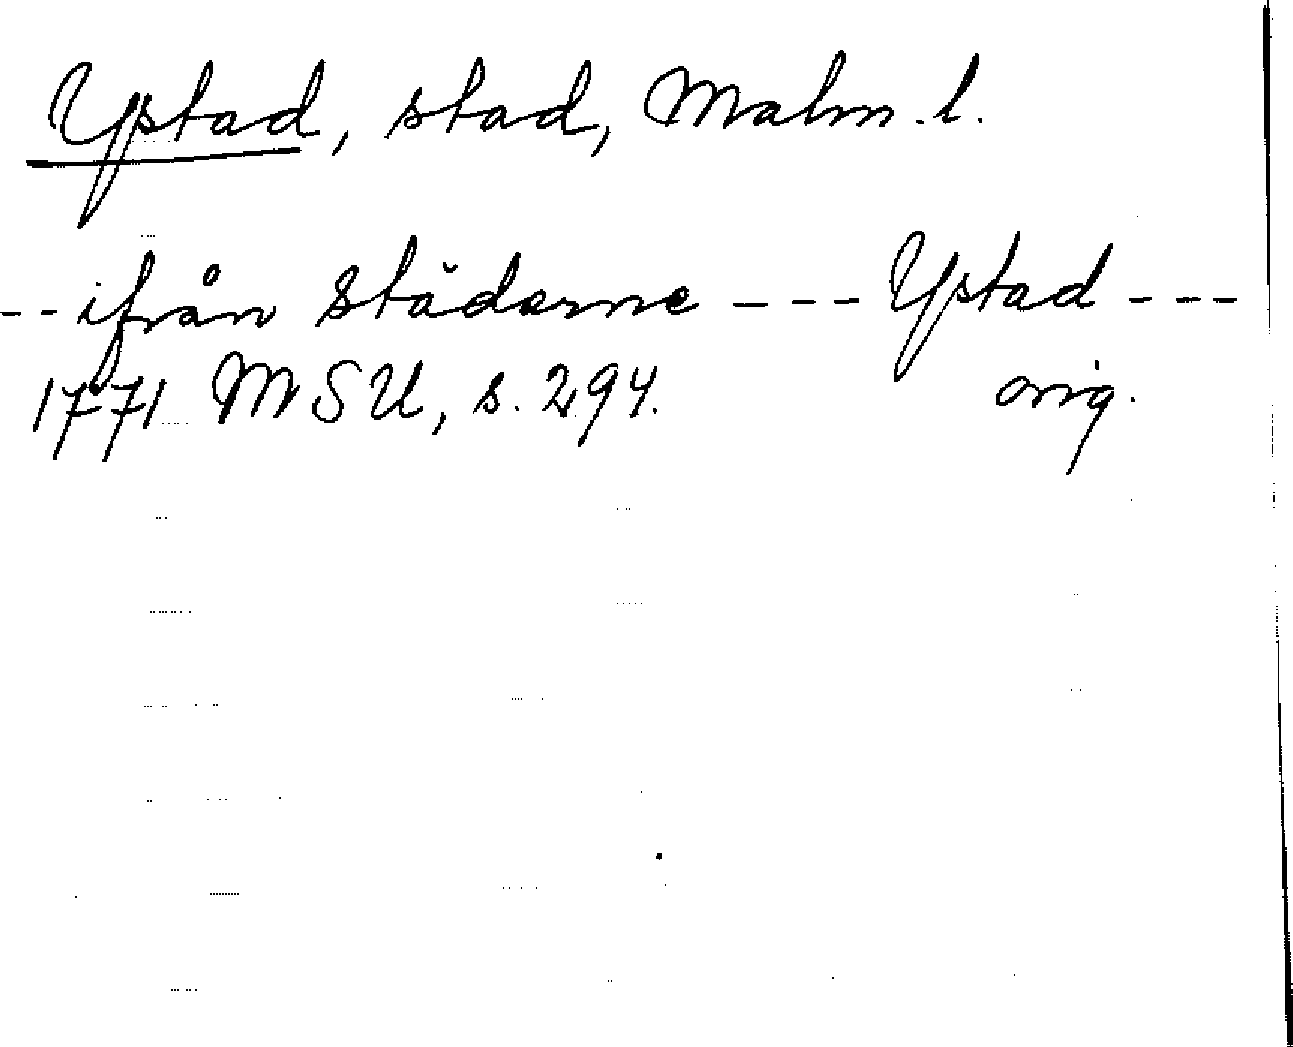 Ystad, stad, Malm. l.
-- ifrån Städerne --- Ystad ---
1771 MSU, s. 294. orig.